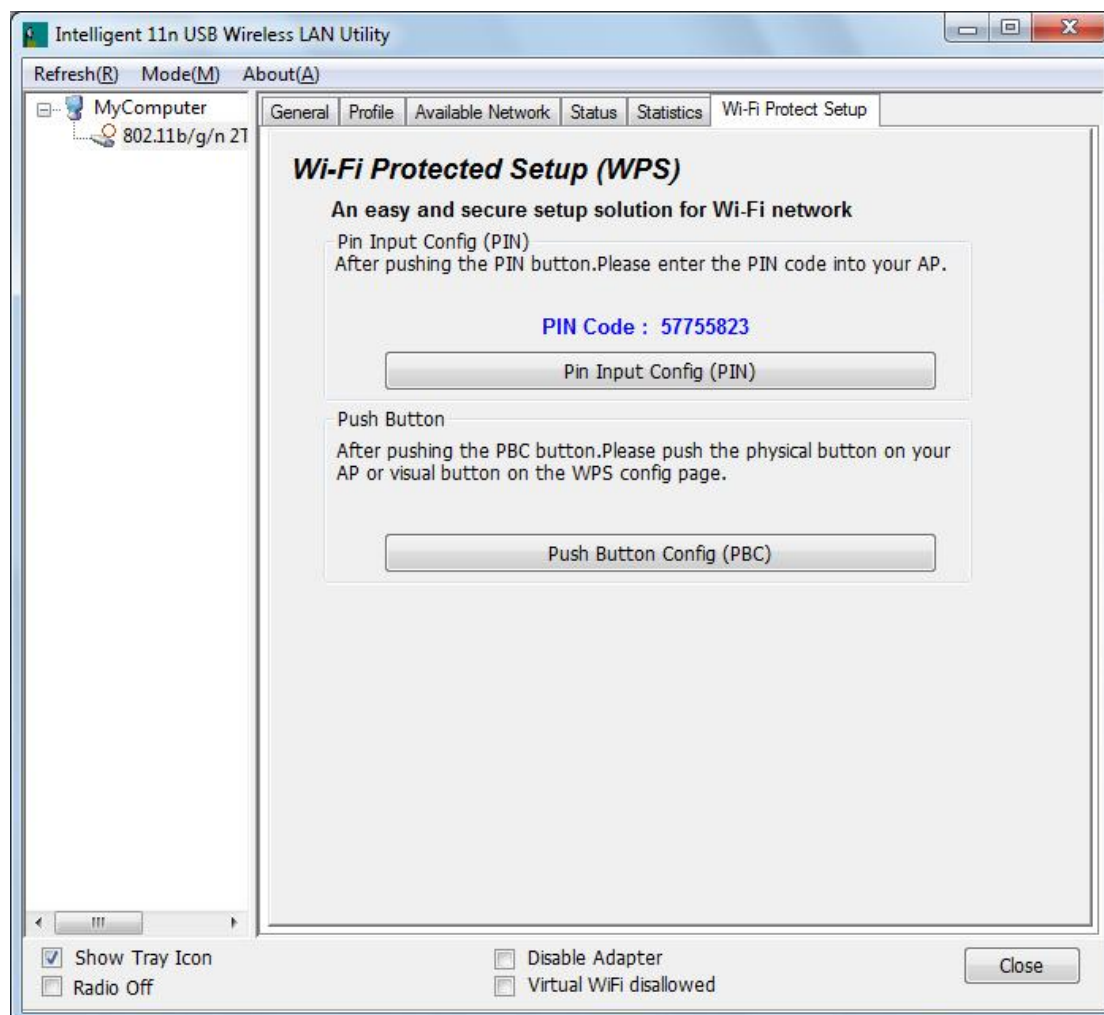 Intelligent 11n USB Wireless LAN Utility
Refresh(R) Mode(M) About(A)
MyComputer
802.11b/g/n 2T
General Profile Available Network Status Statistics Wi-Fi Protect Setup
Wi-Fi Protected Setup (WPS)
An easy and secure setup solution for Wi-Fi network
Pin Input Config (PIN)
After pushing the PIN button.Please enter the PIN code into your AP.
PIN Code : 57755823
Pin Input Config (PIN)
Push Button
After pushing the PBC button.Please push the physical button on your
AP or visual button on the WPS config page.
Push Button Config (PBC)
Show Tray Icon
Radio Off
Disable Adapter
Virtual WiFi disallowed
Close